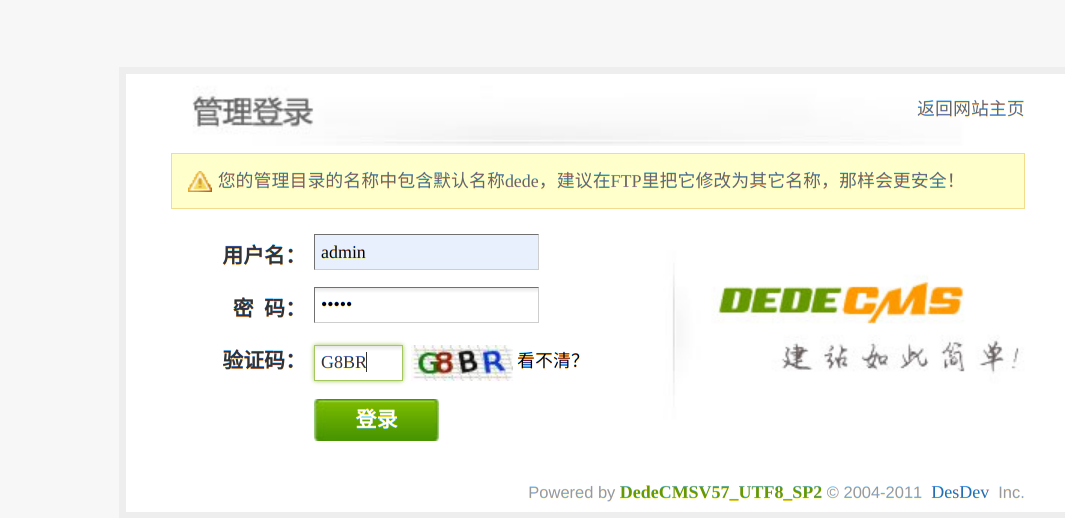 管理登录
返回网站主页
您的管理目录的名称中包含默认名称dede，建议在FTP里把它修改为其它名称，那样会更安全！
用户名： admin
密 码： •••••
验证码： G8BR G8BR 看不清？
登录
DEDECMS
建站如此简单!
Powered by DedeCMSV57_UTF8_SP2 © 2004-2011 DesDev Inc.